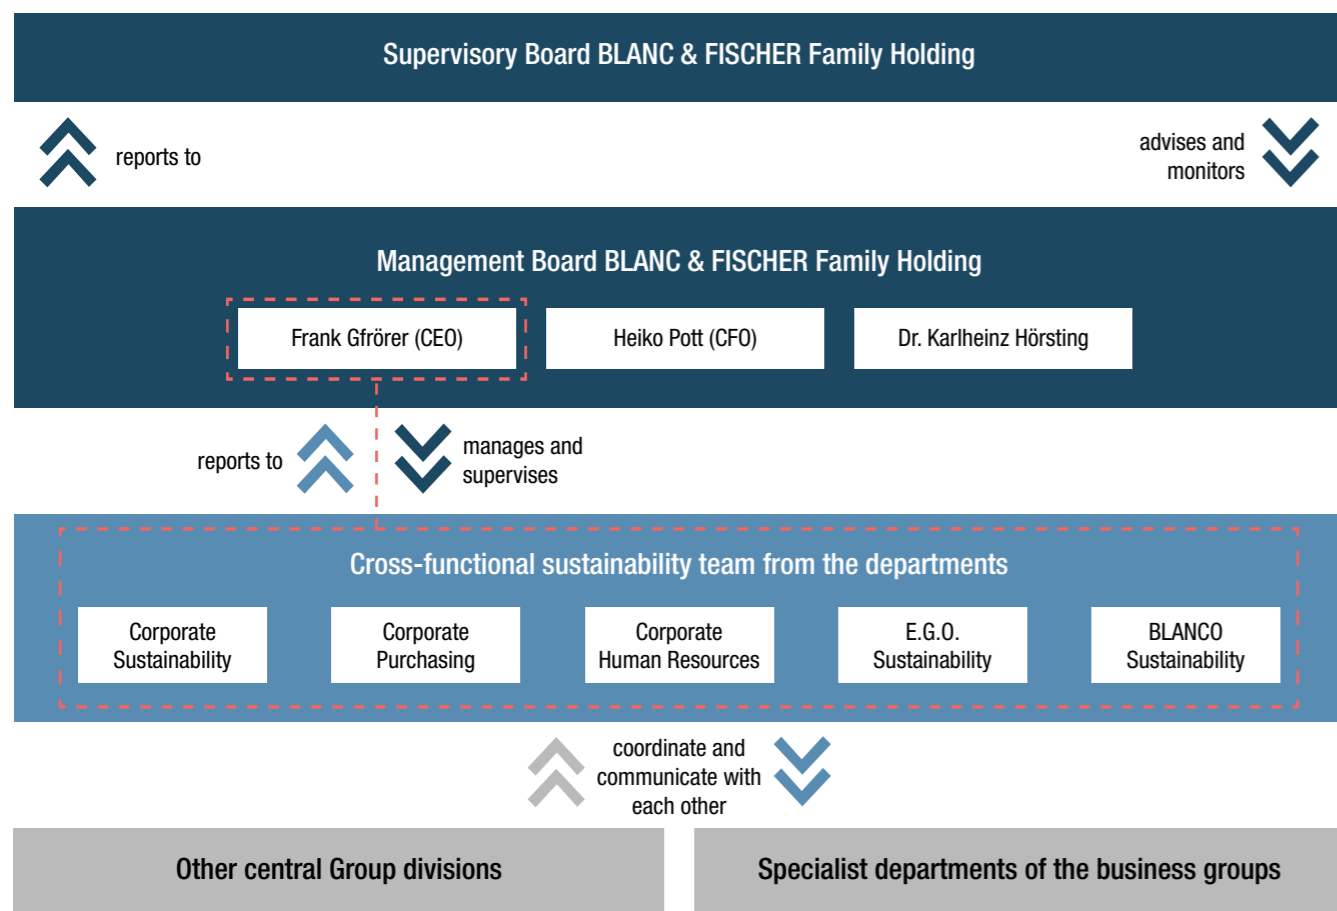 Supervisory Board BLANC & FISCHER Family Holding
reports to
advises and
monitors
Management Board BLANC & FISCHER Family Holding
Frank Gfrörer (CEO)
Heiko Pott (CFO)
Dr. Karlheinz Hörsting
reports to
manages and
supervises
Cross-functional sustainability team from the departments
Corporate
Sustainability
Corporate
Purchasing
Corporate
Human Resources
E.G.O.
Sustainability
BLANCO
Sustainability
coordinate and
communicate with
each other
Other central Group divisions
Specialist departments of the business groups